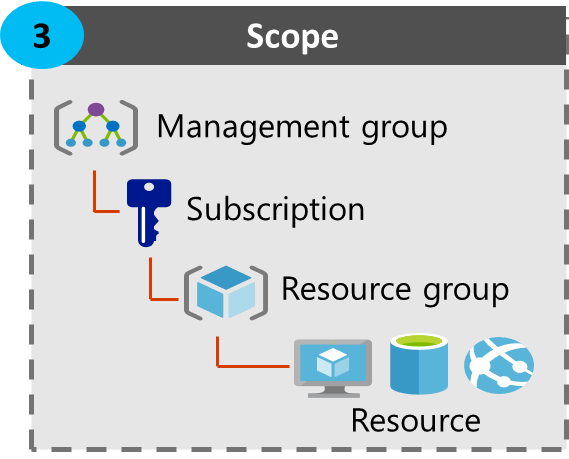 3
Scope
Management group
Subscription
Resource group
Resource